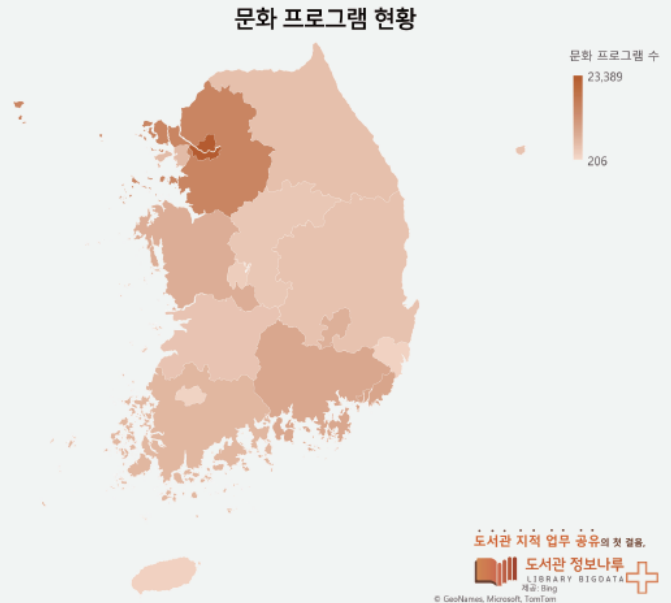 문화 프로그램 현황
문화 프로그램 수
23,389
206
도서관 지적 업무 공유의 첫 걸음,
도서관 정보나루
LIBRARY BIGDATA
제공: Bing
© GeoNames, Microsoft, TomTom